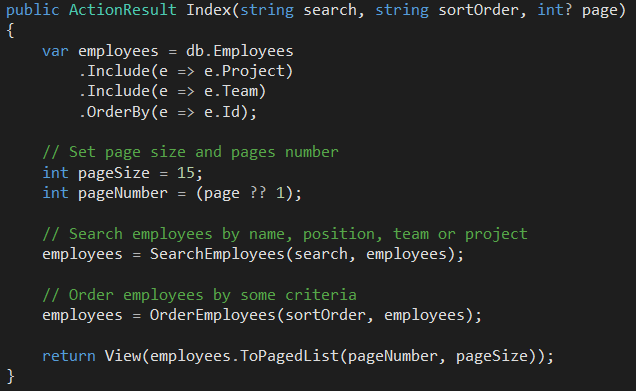 public ActionResult Index(string search, string sortOrder, int? page)
{
    var employees = db.Employees
        .Include(e => e.Project)
        .Include(e => e.Team)
        .OrderBy(e => e.Id);

    // Set page size and pages number
    int pageSize = 15;
    int pageNumber = (page ?? 1);

    // Search employees by name, position, team or project
    employees = SearchEmployees(search, employees);

    // Order employees by some criteria
    employees = OrderEmployees(sortOrder, employees);

    return View(employees.ToPagedList(pageNumber, pageSize));
}